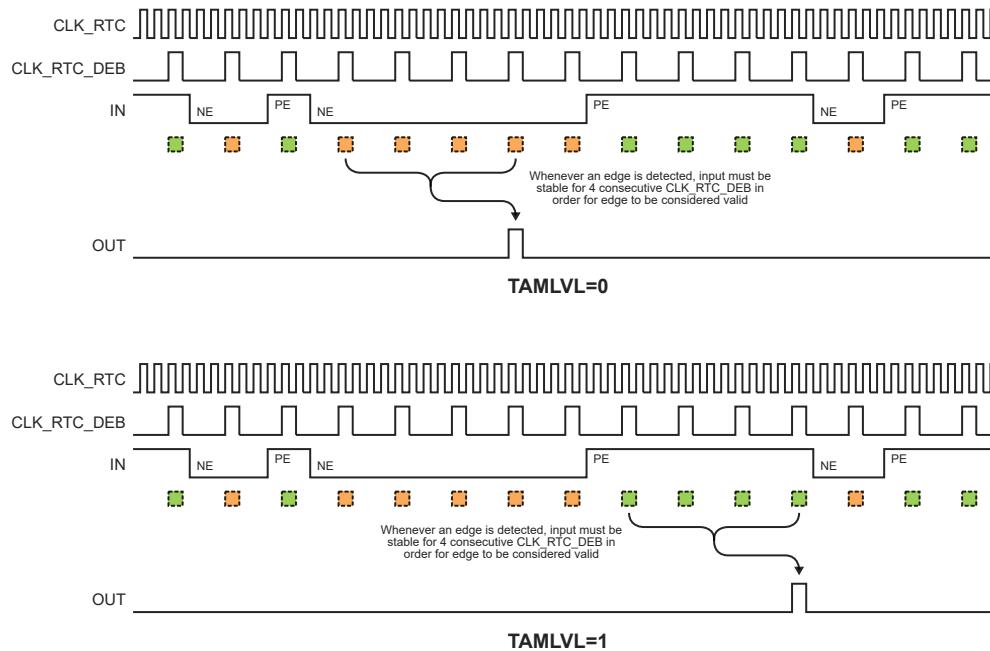 CLK_RTC
CLK_RTC_DEB
IN
NE
PE
NE
PE
NE
PE
Whenever an edge is detected, input must be
stable for 4 consecutive CLK_RTC_DEB in
order for edge to be considered valid
OUT
TAMLVL=0
CLK_RTC
CLK_RTC_DEB
IN
NE
PE
NE
PE
NE
PE
Whenever an edge is detected, input must be
stable for 4 consecutive CLK_RTC_DEB in
order for edge to be considered valid
OUT
TAMLVL=1